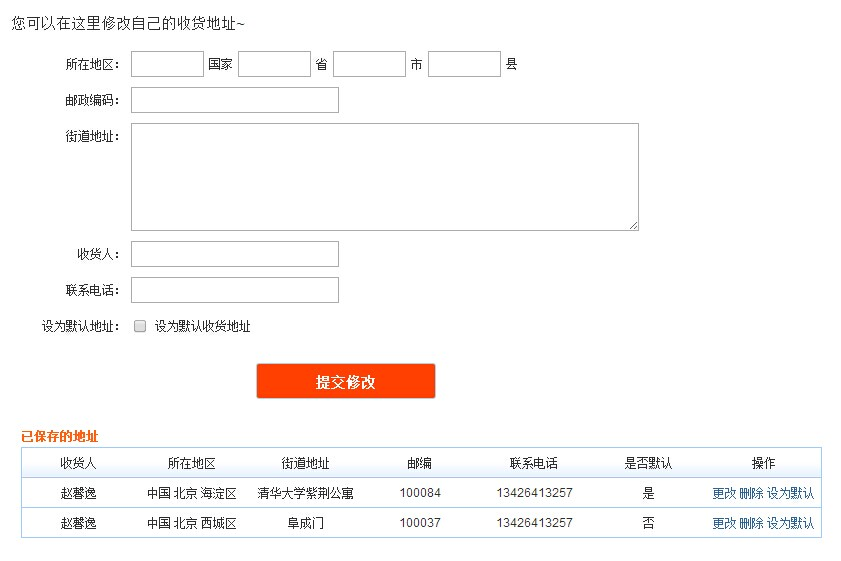 您可以在这里修改自己的收货地址~
所在地区： 国家 省 市 县
邮政编码：
街道地址：
收货人：
联系电话：
设为默认地址： 设为默认收货地址
提交修改
已保存的地址
收货人 所在地区 街道地址 邮编 联系电话 是否默认 操作
赵馨逸 中国 北京 海淀区 清华大学紫荆公寓 100084 13426413257 是 更改 删除 设为默认
赵馨逸 中国 北京 西城区 阜成门 100037 13426413257 否 更改 删除 设为默认